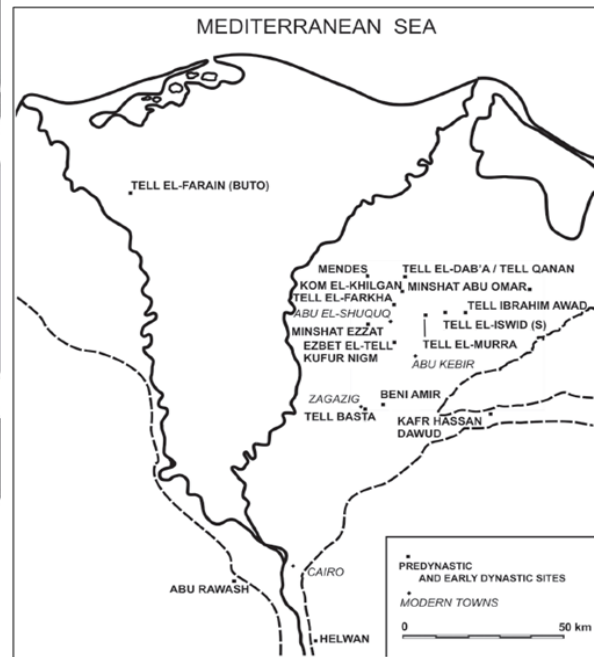 MEDITERRANEAN SEA
TELL EL-FARAIN (BUTO)
MENDES
TELL EL-DAB'A / TELL QANAN
KOM EL-KHILGAN
MINSHAT ABU OMAR
TELL EL-FARKHA
TELL IBRAHIM AWAD
ABU EL-SHUQUQ
MINSHAT EZZAT
TELL EL-ISWID (S)
EZBET EL-TELL
KUFUR NIGM
TELL EL-MURRA
ABU KEBIR
ZAGAZIG
BENI AMIR
TELL BASTA
KAFR HASSAN
DAWUD
CAIRO
ABU RAWASH
HELWAN
PREDYNASTIC
AND EARLY DYNASTIC SITES
MODERN TOWNS
0 50 km